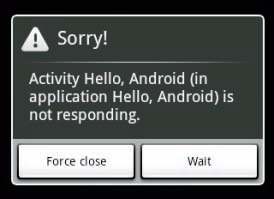 Sorry!
Activity Hello, Android (in
application Hello, Android) is
not responding.
Force close
Wait